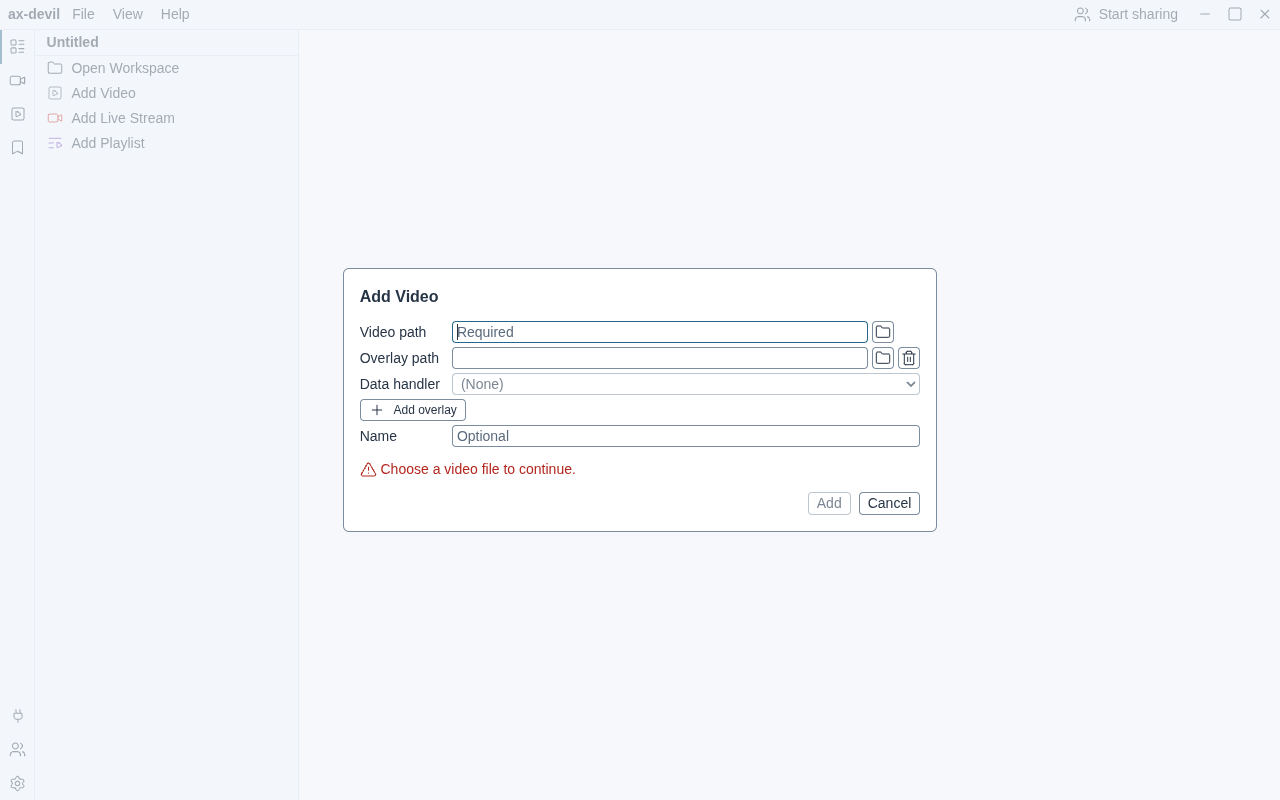 ax-devil File View Help Start sharing
Untitled
Open Workspace
Add Video
Add Live Stream
Add Playlist
Add Video
Video path Required
Overlay path
Data handler (None)
Add overlay
Name Optional
Choose a video file to continue.
Add Cancel